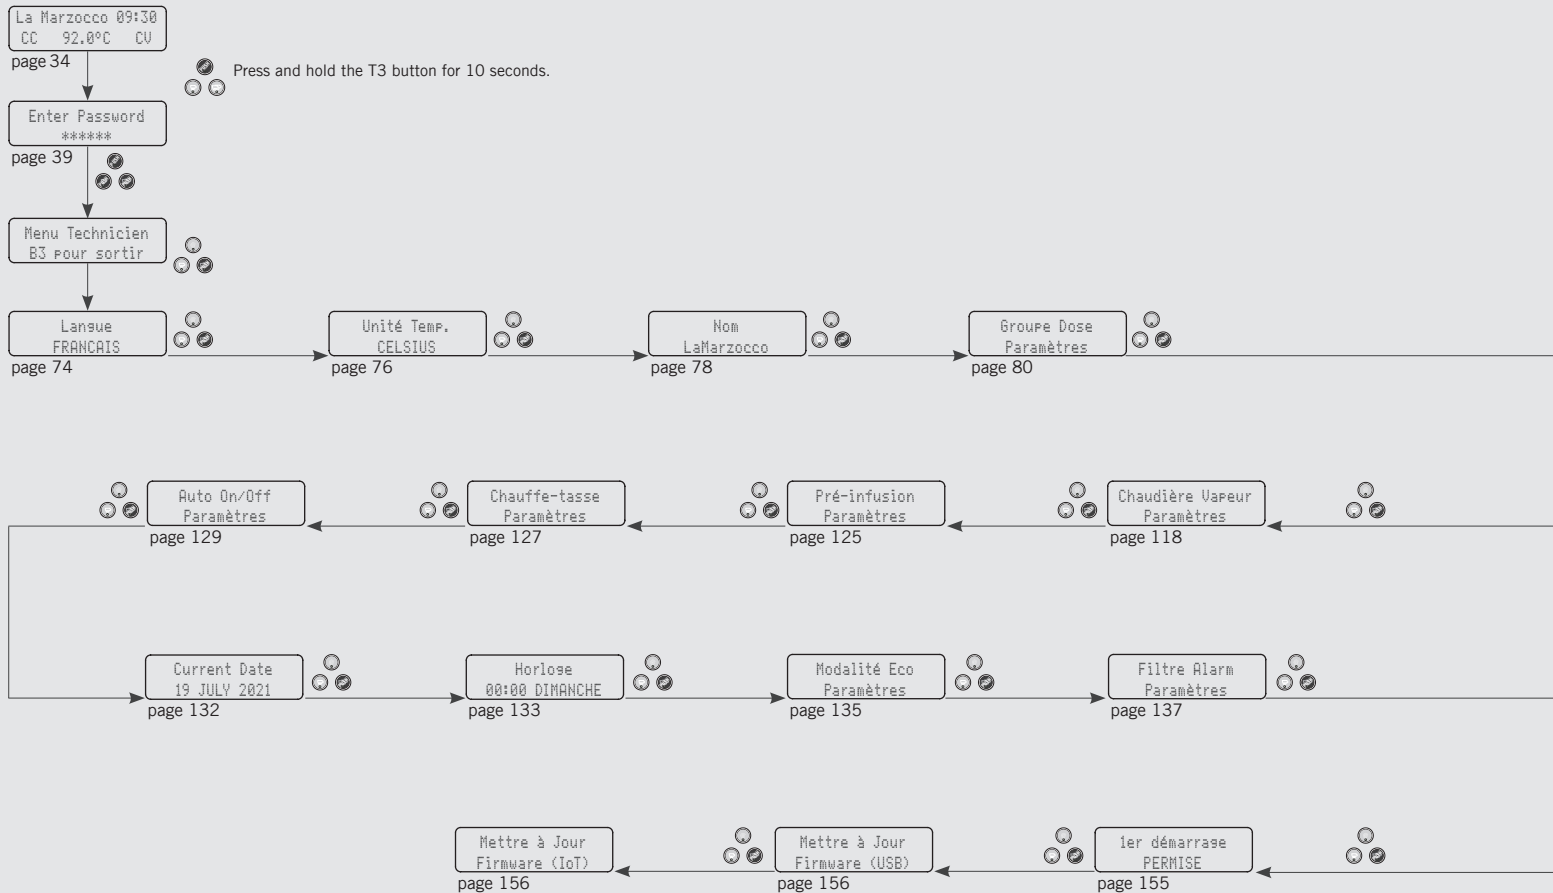 La Marzocco 09:30
CC 92.0°C CV
page 34
Press and hold the T3 button for 10 seconds.
Enter Password
******
page 39
Menu Technicien
B3 pour sortir
Langue
FRANCAIS
page 74
Unité Temp.
CELSIUS
page 76
Nom
LaMarzocco
page 78
Groupe Dose
Paramètres
page 80
Auto On/Off
Paramètres
page 129
Chauffe-tasse
Paramètres
page 127
Pré-infusion
Paramètres
page 125
Chaudière Vapeur
Paramètres
page 118
Current Date
19 JULY 2021
page 132
Horloge
00:00 DIMANCHE
page 133
Modalité Eco
Paramètres
page 135
Filtre Alarm
Paramètres
page 137
Mettre à Jour
Firmware (IoT)
page 156
Mettre à Jour
Firmware (USB)
page 156
1er démarrage
PERMISE
page 155